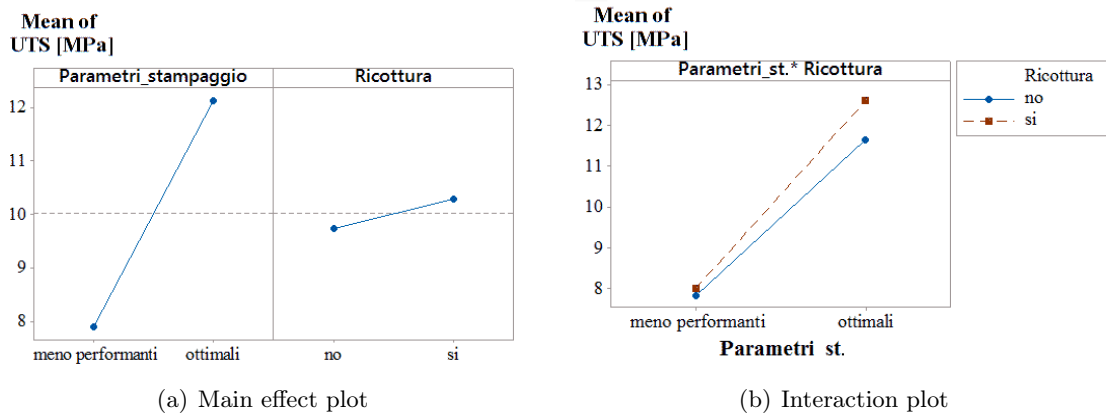 Mean of
UTS [MPa]
Parametri_stampaggio
Ricottura
12
11
10
9
8
meno performanti
ottimali
no
si
(a) Main effect plot
Mean of
UTS [MPa]
Parametri_st.* Ricottura
13
12
11
10
9
8
meno performanti
ottimali
Parametri st.
Ricottura
no
si
(b) Interaction plot